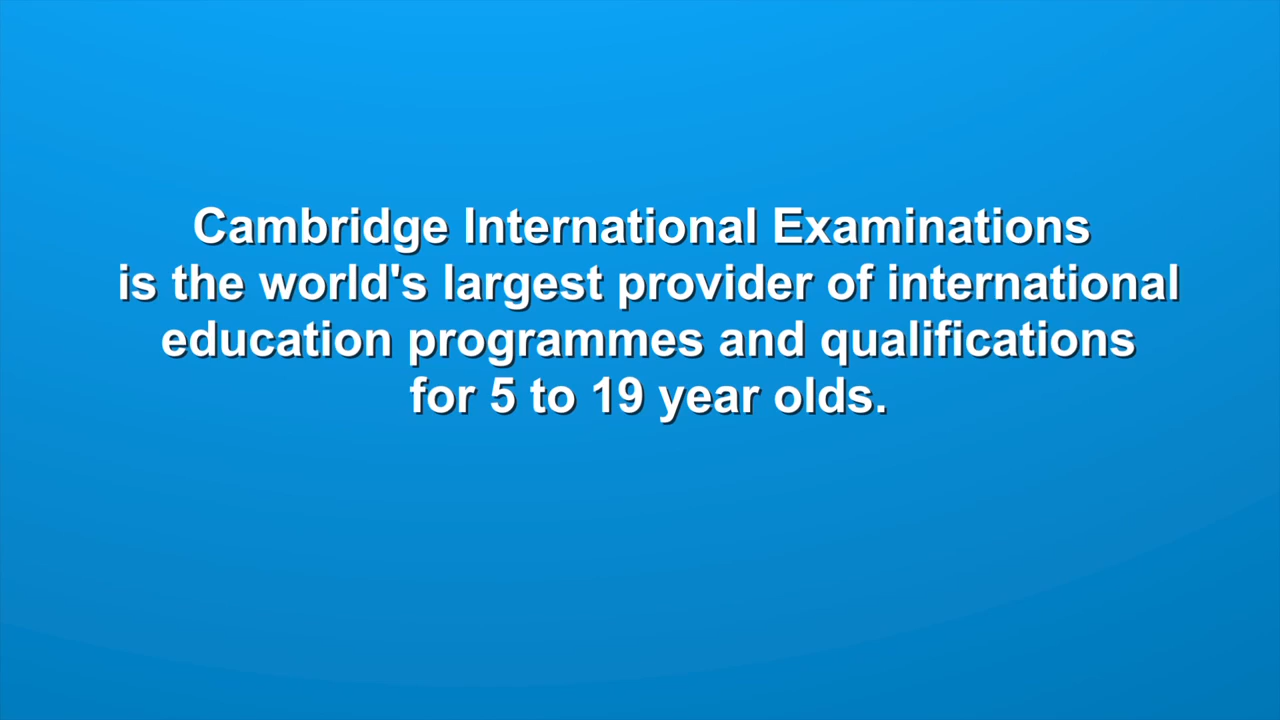 Cambridge International Examinations
is the world's largest provider of international
education programmes and qualifications
for 5 to 19 year olds.